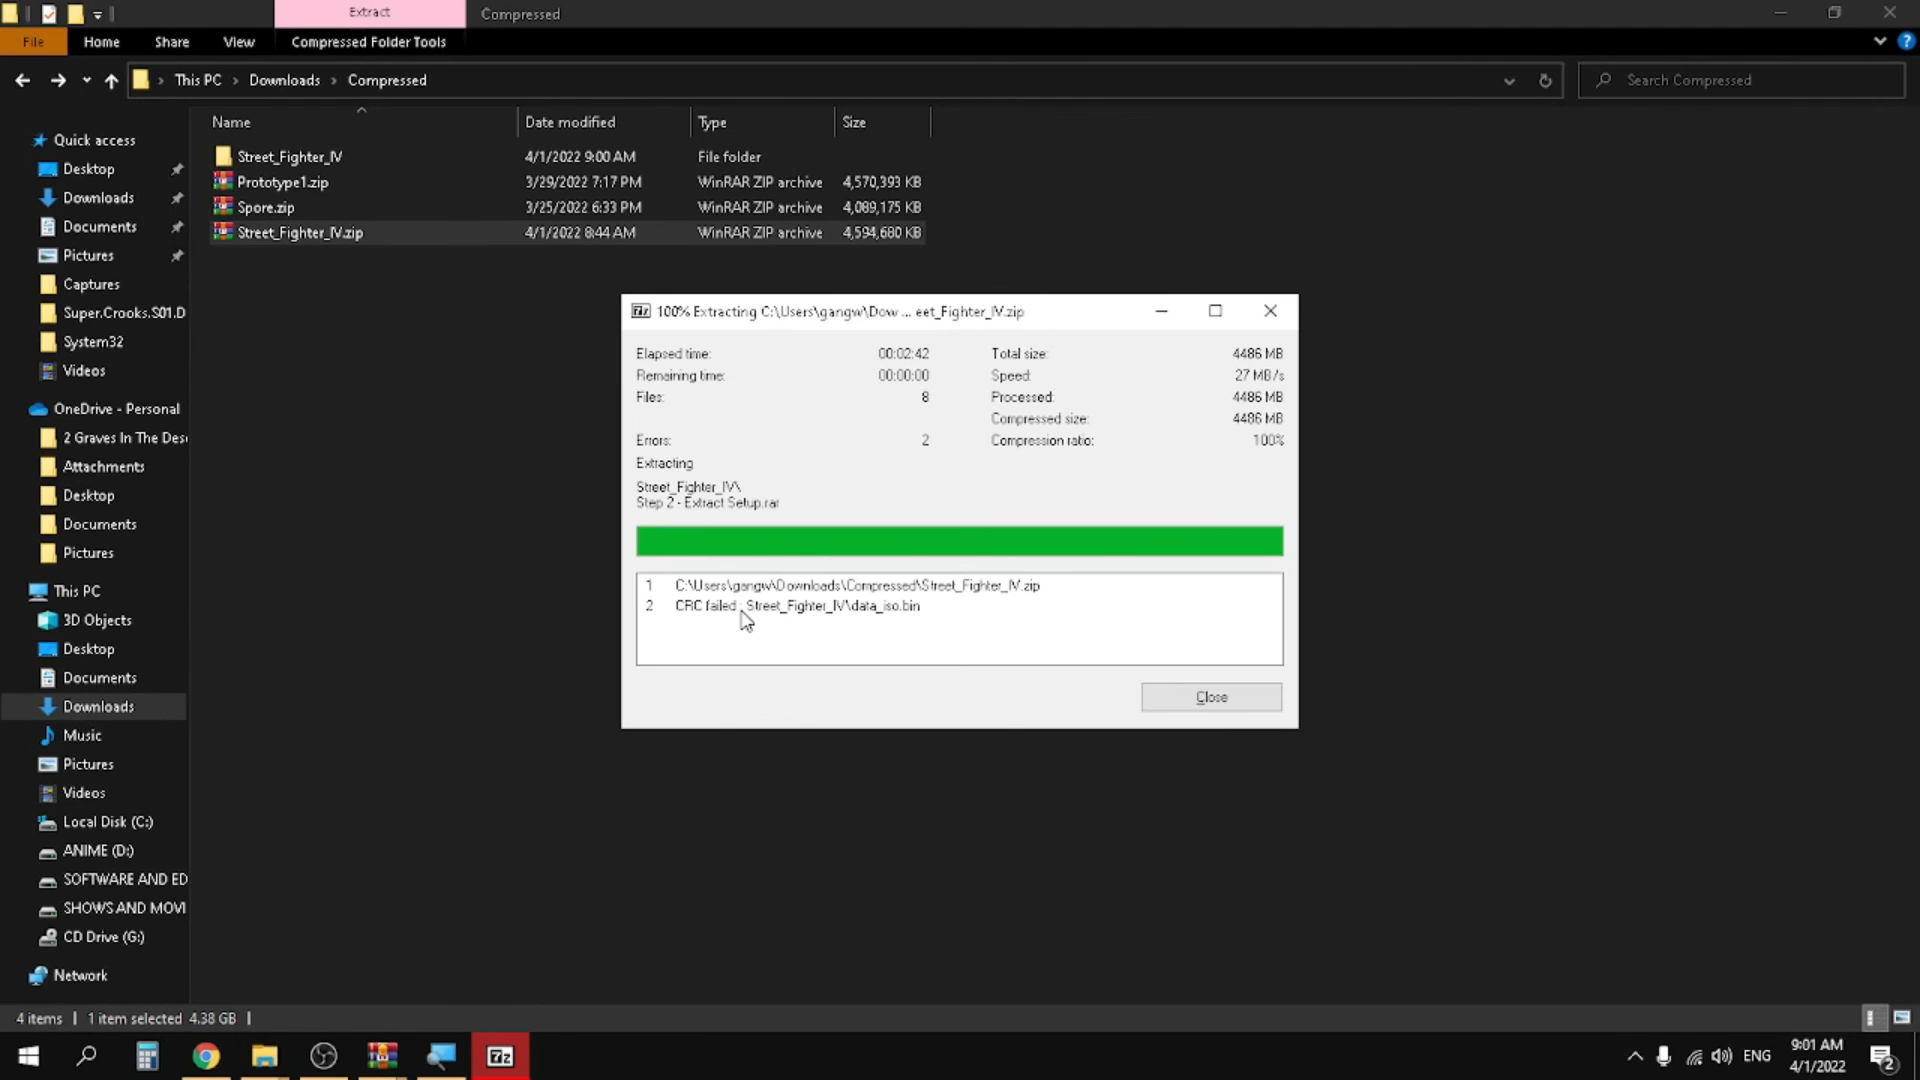 Extract
Compressed
File
Home
Share
View
Compressed Folder Tools
This PC > Downloads > Compressed
Search Compressed
Name
Date modified
Type
Size
Street_Fighter_IV 4/1/2022 9:00 AM File folder
Prototype1.zip 3/29/2022 7:17 PM WinRAR ZIP archive 4,570,393 KB
Spore.zip 3/25/2022 6:33 PM WinRAR ZIP archive 4,089,175 KB
Street_Fighter_IV.zip 4/1/2022 8:44 AM WinRAR ZIP archive 4,594,680 KB
Quick access
Desktop
Downloads
Documents
Pictures
Captures
Super.Crooks.S01.D
System32
Videos
OneDrive - Personal
2 Graves In The Des
Attachments
Desktop
Documents
Pictures
This PC
3D Objects
Desktop
Documents
Downloads
Music
Pictures
Videos
Local Disk (C:)
ANIME (D:)
SOFTWARE AND ED
SHOWS AND MOVI
CD Drive (G:)
Network
7z 100% Extracting C:\Users\gangw\Dow ... eet_Fighter_IV.zip
Elapsed time: 00:02:42 Total size: 4486 MB
Remaining time: 00:00:00 Speed: 27 MB/s
Files: 8 Processed: 4486 MB
Compressed size: 4486 MB
Errors: 2 Compression ratio: 100%
Extracting
Street_Fighter_IV\
Step 2 - Extract Setup.rar
1 C:\Users\gangw\Downloads\Compressed\Street_Fighter_IV.zip
2 CRC failed : Street_Fighter_IV\data_iso.bin
Close
4 items | 1 item selected 4.38 GB |
7z
ENG
9:01 AM
4/1/2022
2